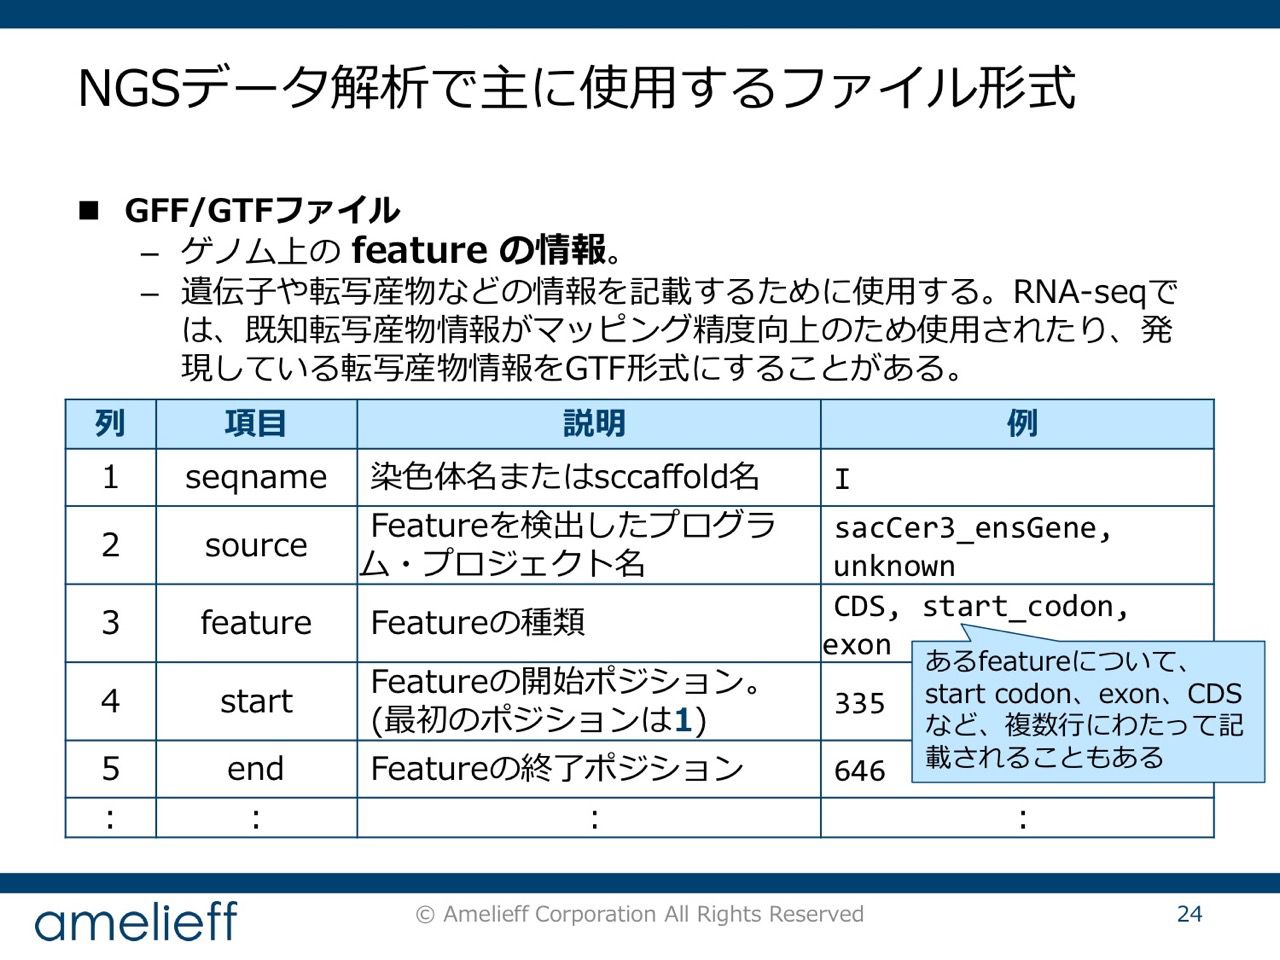 NGSデータ解析で主に使用するファイル形式
■ GFF/GTFファイル
– ゲノム上の feature の情報。
– 遺伝子や転写産物などの情報を記載するために使用する。RNA-seqで
は、既知転写産物情報がマッピング精度向上のため使用されたり、発
現している転写産物情報をGTF形式にすることがある。
列 項目 説明 例
1 seqname 染色体名またはsccaffold名 I
2 source Featureを検出したプログラ
ム・プロジェクト名 sacCer3_ensGene,
unknown
3 feature Featureの種類 CDS, start_codon,
exon
4 start Featureの開始ポジション。
(最初のポジションは1) 335
5 end Featureの終了ポジション 646
: : : :
あるfeatureについて、
start codon、exon、CDS
など、複数行にわたって記
載されることもある
amelieff
© Amelieff Corporation All Rights Reserved
24